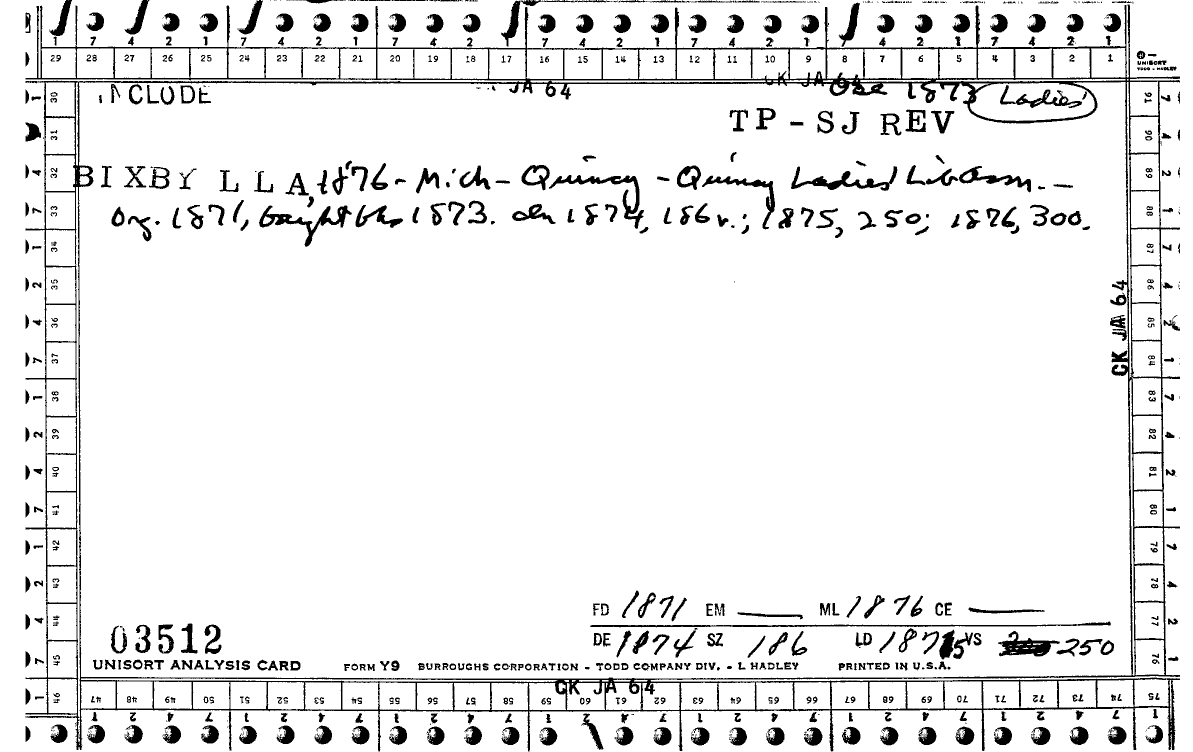 7 4 2 1 7 4 2 1 7 4 2 1 7 4 2 1 7 4 2 1 7 4 2 1 7 4 2 1
29 28 27 26 25 24 23 22 21 20 19 18 17 16 15 14 13 12 11 10 9 8 7 6 5 4 3 2 1
UNISORT
TODD - HADLEY
INCLUDE JA 64 CK JA 64 1873 Ladies'
TP - SJ REV
BIXBY LLA, 1876 - Mich - Quincy - Quincy Ladies' Lib Assn. -
Org. 1871, bought bks 1873. In 1874, 186 v.; 1875, 250; 1876, 300.
CK JA 64
FD 1871 EM ML 1876 CE
03512 DE 1874 SZ 186 LD 1875 VS 250
UNISORT ANALYSIS CARD FORM Y9 BURROUGHS CORPORATION - TODD COMPANY DIV. - L HADLEY PRINTED IN U.S.A.
CK JA 64
46 47 48 49 50 51 52 53 54 55 56 57 58 59 60 61 62 63 64 65 66 67 68 69 70 71 72 73 74 75
1 2 4 7 1 2 4 7 1 2 4 7 1 2 4 7 1 2 4 7 1 2 4 7 1 2 4 7
30 31 32 33 34 35 36 37 38 39 40 41 42 43 44 45
91 90 89 88 87 86 85 84 83 82 81 80 79 78 77 76